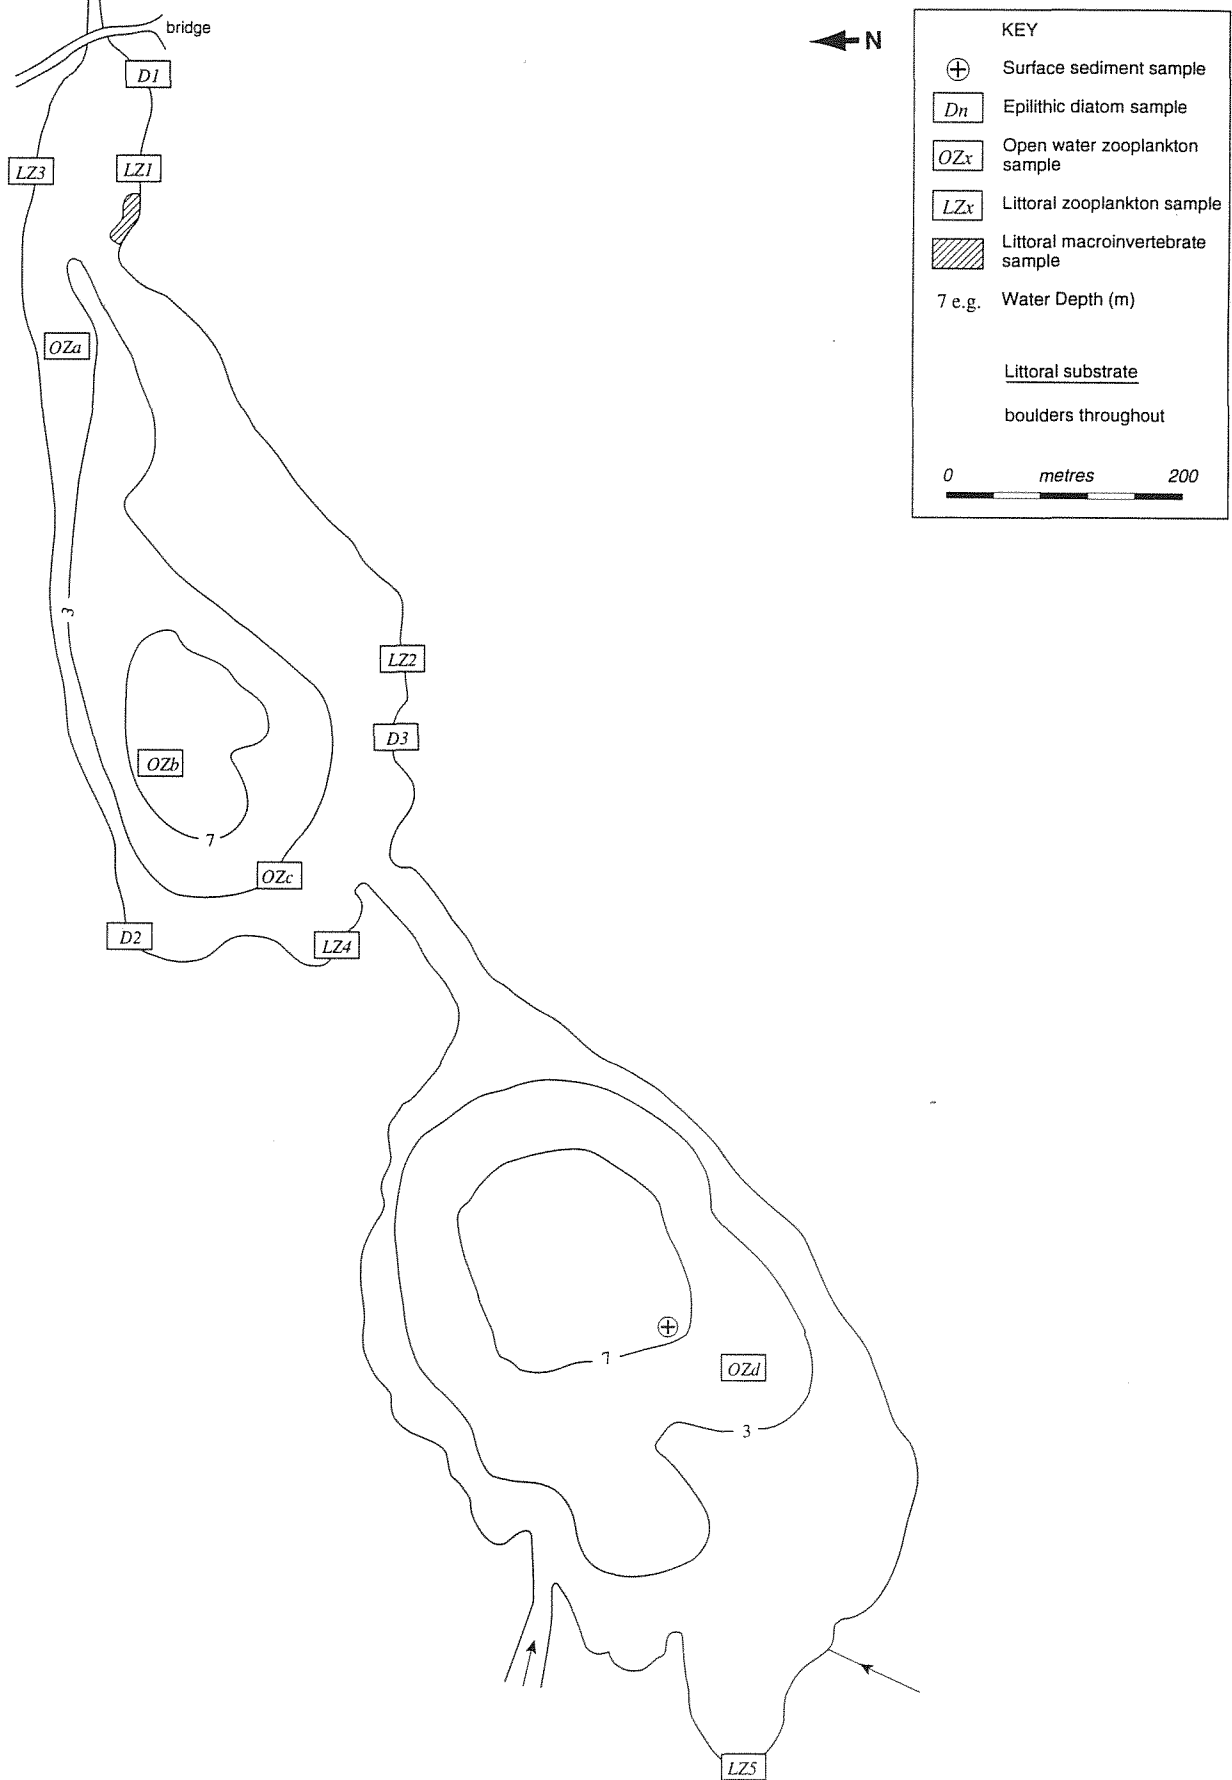 bridge
N
D1
LZ3
LZ1
OZa
3
LZ2
D3
OZb
7
OZc
D2
LZ4
7
OZd
3
LZ5
KEY
Surface sediment sample
Dn Epilithic diatom sample
OZx Open water zooplankton
sample
LZx Littoral zooplankton sample
Littoral macroinvertebrate
sample
7 e.g. Water Depth (m)
Littoral substrate
boulders throughout
0 metres 200